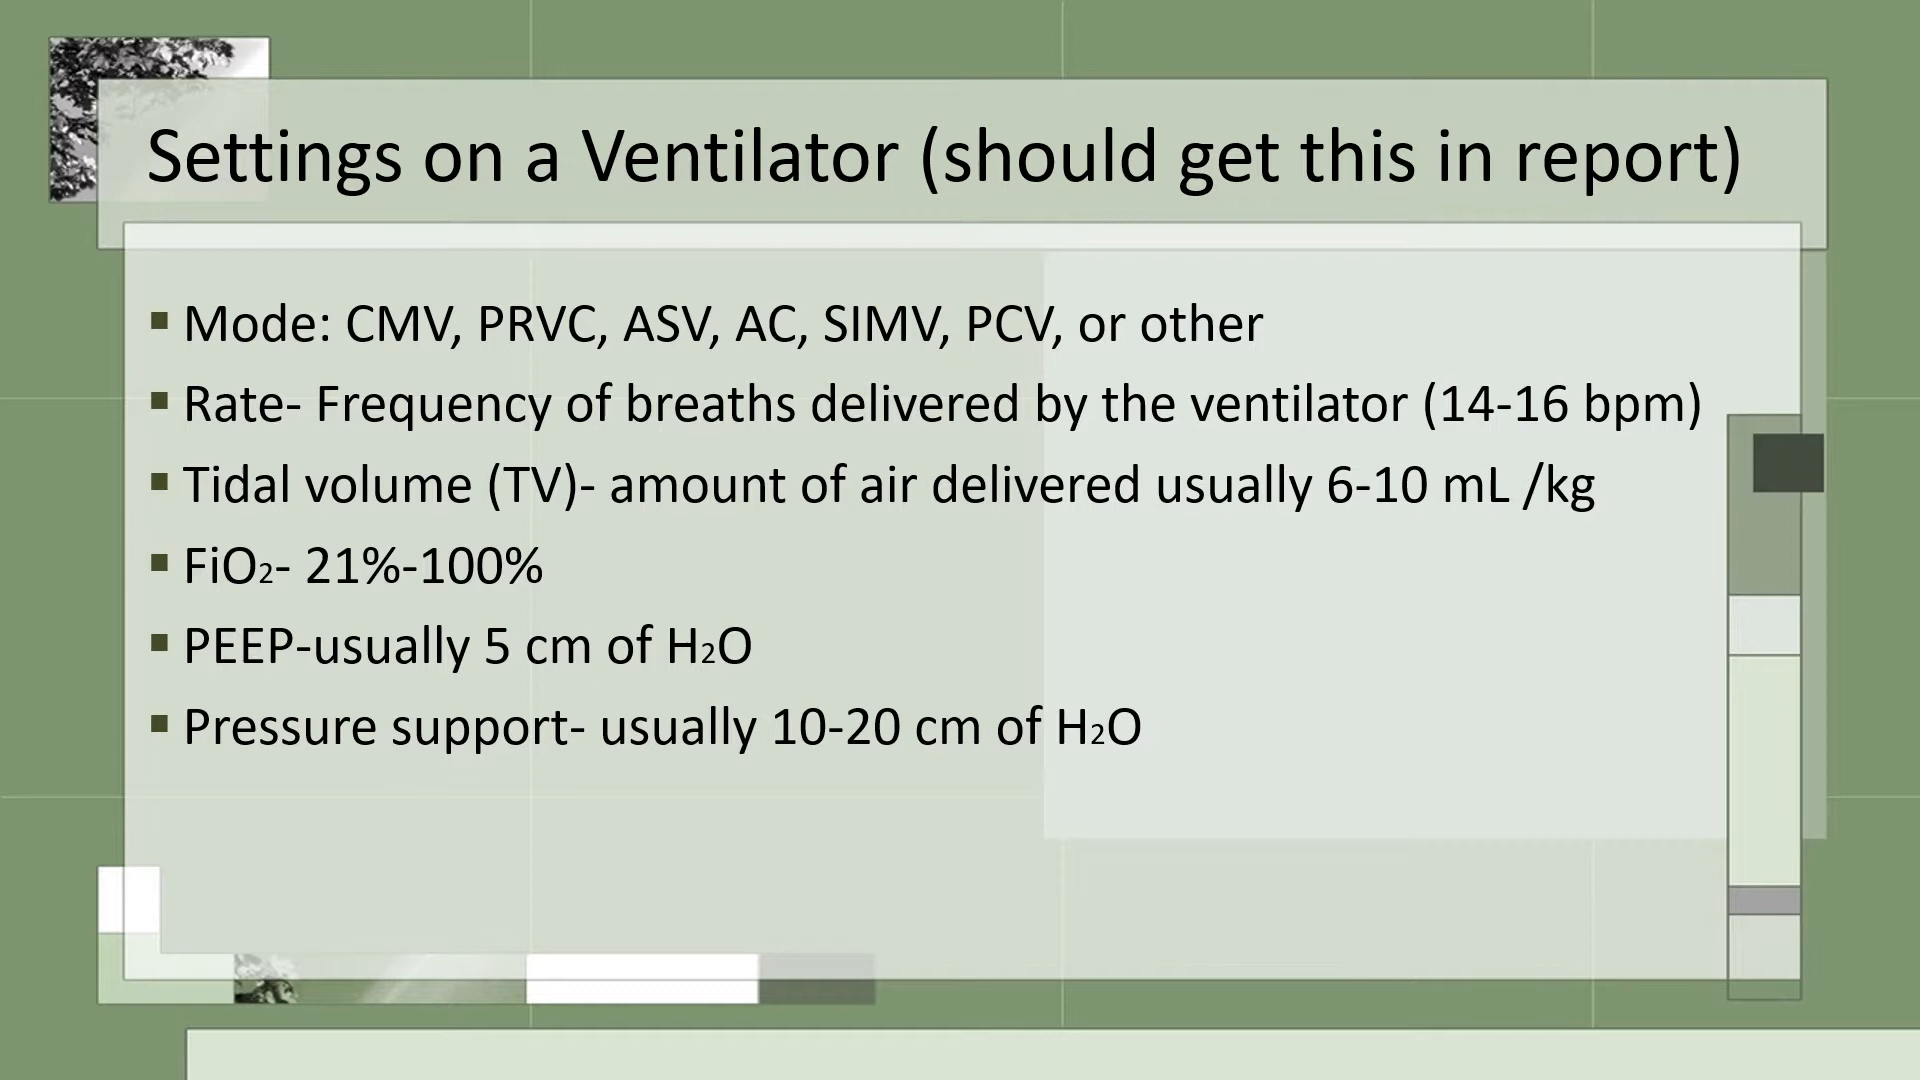 Settings on a Ventilator (should get this in report)
▪ Mode: CMV, PRVC, ASV, AC, SIMV, PCV, or other
▪ Rate- Frequency of breaths delivered by the ventilator (14-16 bpm)
▪ Tidal volume (TV)- amount of air delivered usually 6-10 mL /kg
▪ FiO₂- 21%-100%
▪ PEEP-usually 5 cm of H₂O
▪ Pressure support- usually 10-20 cm of H₂O